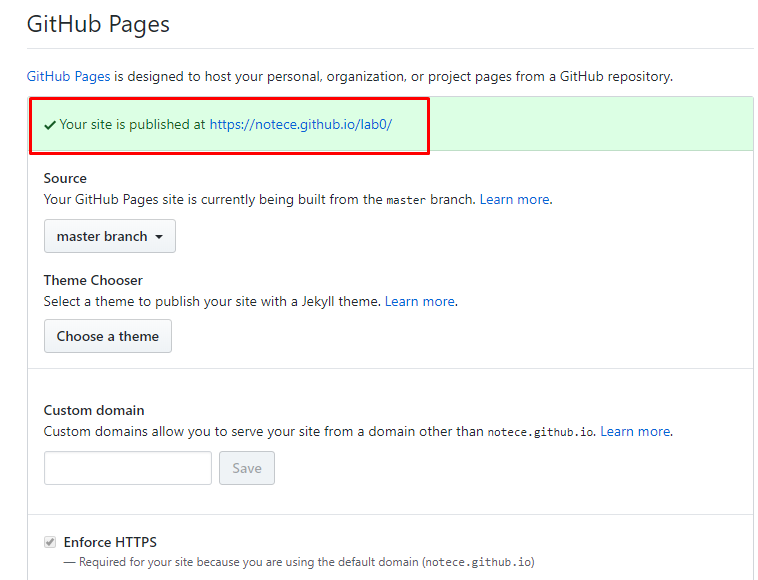 GitHub Pages
GitHub Pages is designed to host your personal, organization, or project pages from a GitHub repository.
Your site is published at https://notece.github.io/lab0/
Source
Your GitHub Pages site is currently being built from the master branch. Learn more.
master branch
Theme Chooser
Select a theme to publish your site with a Jekyll theme. Learn more.
Choose a theme
Custom domain
Custom domains allow you to serve your site from a domain other than notece.github.io. Learn more.
Save
Enforce HTTPS
— Required for your site because you are using the default domain (notece.github.io)